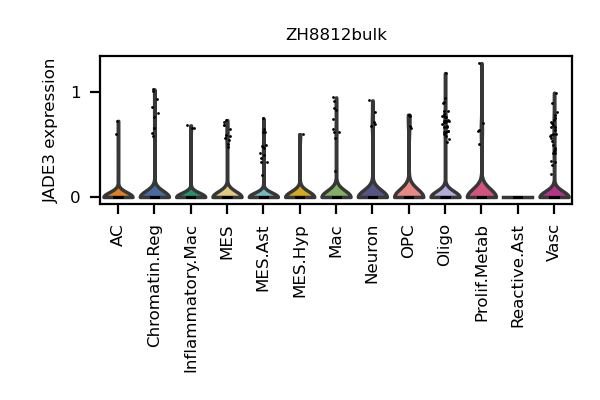 ZH8812bulk
JADE3 expression
1
0
AC
Chromatin.Reg
Inflammatory.Mac
MES
MES.Ast
MES.Hyp
Mac
Neuron
OPC
Oligo
Prolif.Metab
Reactive.Ast
Vasc